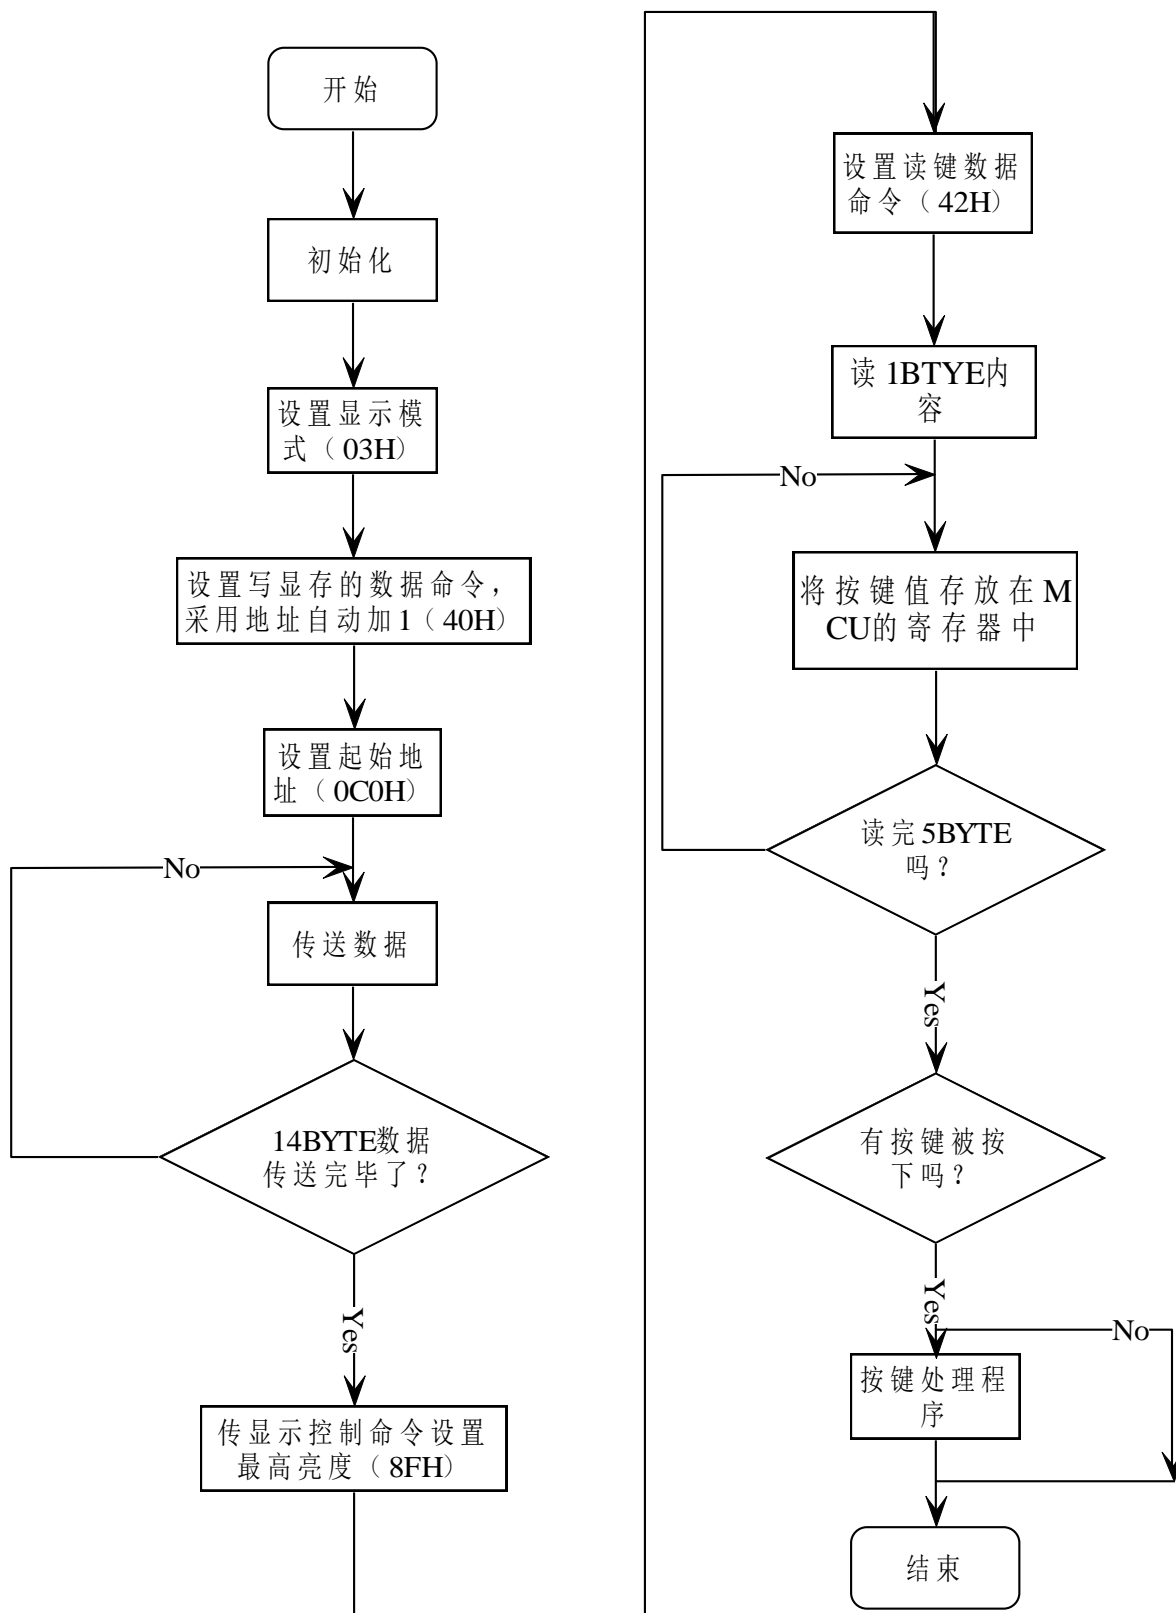 开始
初始化
设置显示模
式（03H）
设置写显存的数据命令，
采用地址自动加1（40H）
设置起始地
址（0C0H）
No
传送数据
14BYTE数据
传送完毕了？
Yes
传显示控制命令设置
最高亮度（8FH）
设置读键数据
命令（42H）
读1BTYE内
容
No
将按键值存放在M
CU的寄存器中
读完5BYTE
吗？
Yes
有按键被按
下吗？
Yes
No
按键处理程
序
结束